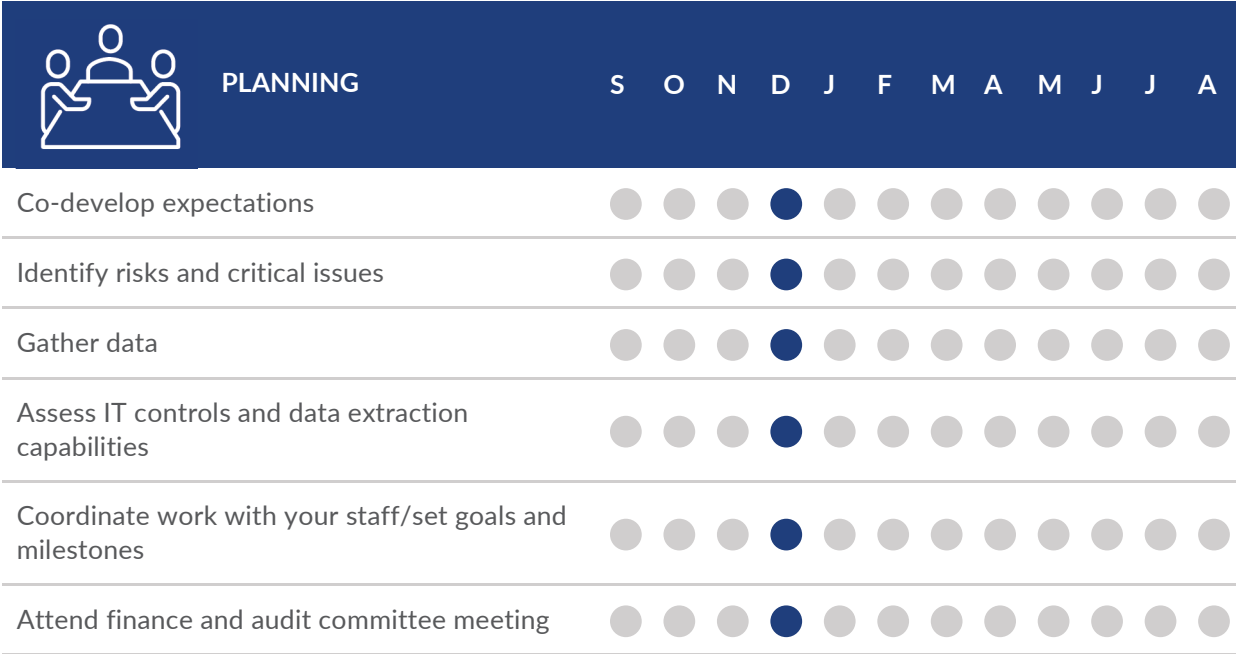 PLANNING S O N D J F M A M J J A
Co-develop expectations
Identify risks and critical issues
Gather data
Assess IT controls and data extraction
capabilities
Coordinate work with your staff/set goals and
milestones
Attend finance and audit committee meeting